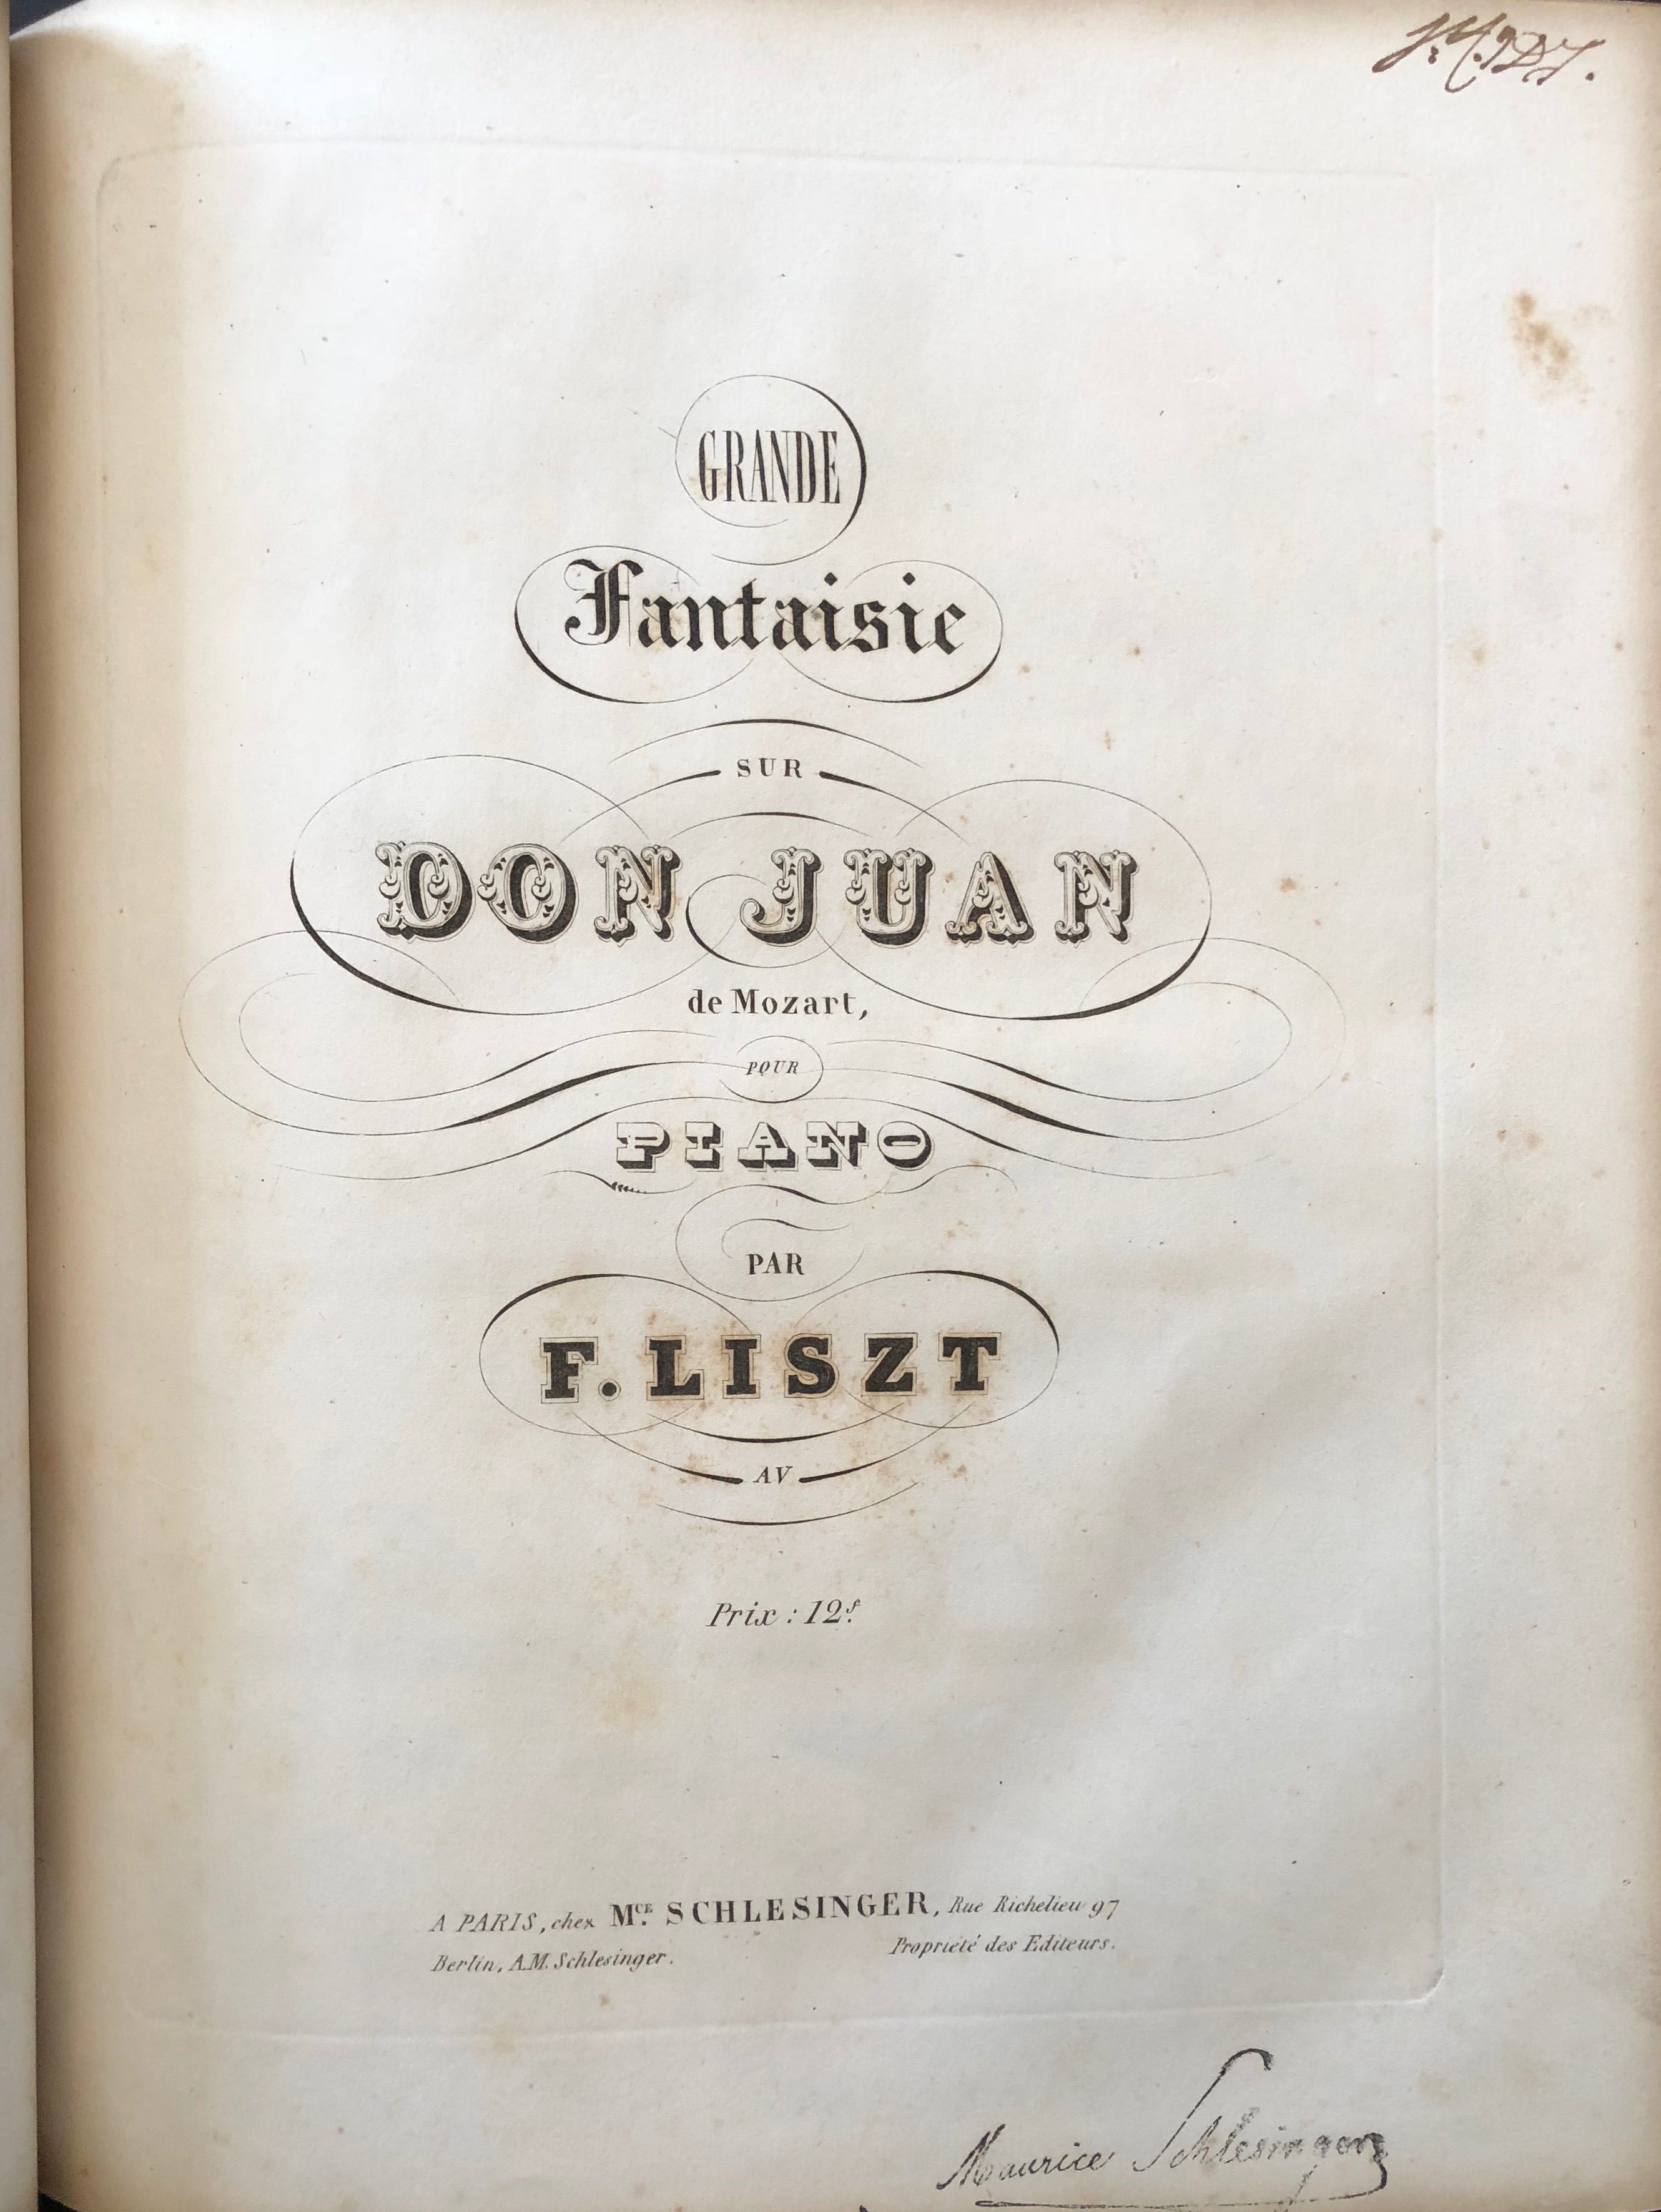 GRANDE
Fantaisie
SUR
DON JUAN
de Mozart,
POUR
PIANO
PAR
F. LISZT
AV
Prix : 12f.
A PARIS, chez Mce. SCHLESINGER, Rue Richelieu 97
Berlin, A.M. Schlesinger. Propriété des Editeurs.
Maurice Schlesinger